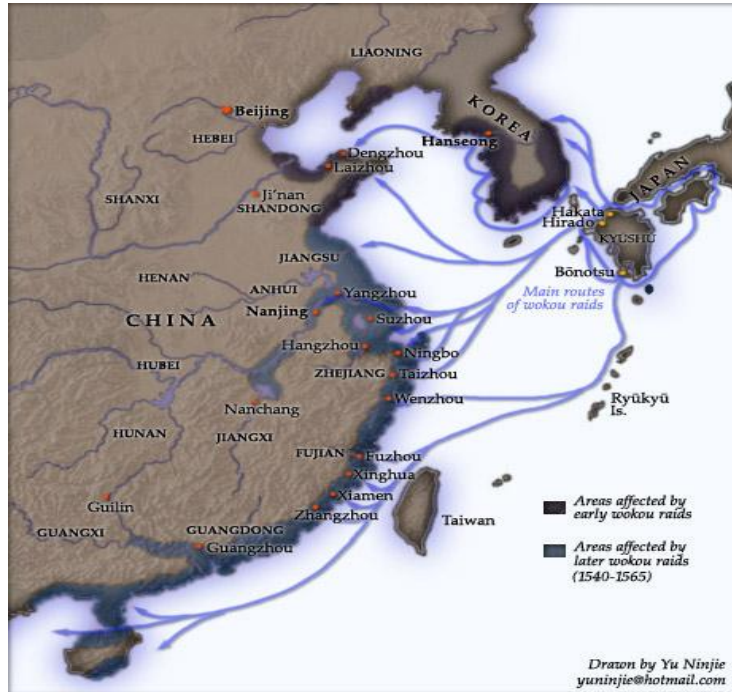 LIAONING
Beijing
HEBEI
KOREA
Hanseong
Dengzhou
Laizhou
JAPAN
SHANXI
Ji'nan
SHANDONG
Hakata
Hirado
KYŪSHŪ
JIANGSU
HENAN
ANHUI
Yangzhou
Bōnotsu
Main routes
of wokou raids
Nanjing
CHINA
Suzhou
Hangzhou
Ningbo
HUBEI
ZHEJIANG
Taizhou
Nanchang
Wenzhou
Ryūkyū
Is.
HUNAN
JIANGXI
FUJIAN
Fuzhou
Xinghua
Guilin
Xiamen
Zhangzhou
Taiwan
GUANGXI
GUANGDONG
Guangzhou
Areas affected by
early wokou raids
Areas affected by
later wokou raids
(1540-1565)
Drawn by Yu Ninjie
yuninjie@hotmail.com